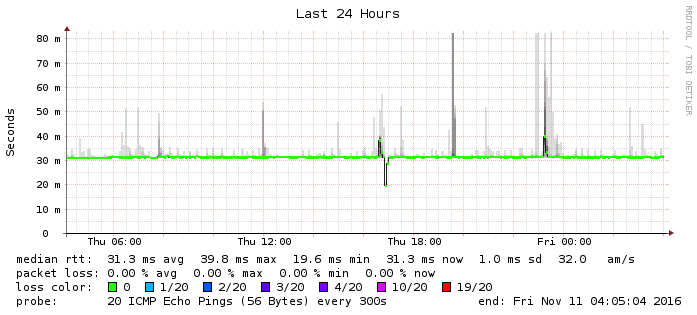 Last 24 Hours
RRDTOOL / TOBI OETIKER
Seconds
80 m
70 m
60 m
50 m
40 m
30 m
20 m
10 m
0
Thu 06:00 Thu 12:00 Thu 18:00 Fri 00:00
median rtt: 31.3 ms avg 39.8 ms max 19.6 ms min 31.3 ms now 1.0 ms sd 32.0 am/s
packet loss: 0.00 % avg 0.00 % max 0.00 % min 0.00 % now
loss color: 0 1/20 2/20 3/20 4/20 10/20 19/20
probe: 20 ICMP Echo Pings (56 Bytes) every 300s end: Fri Nov 11 04:05:04 2016